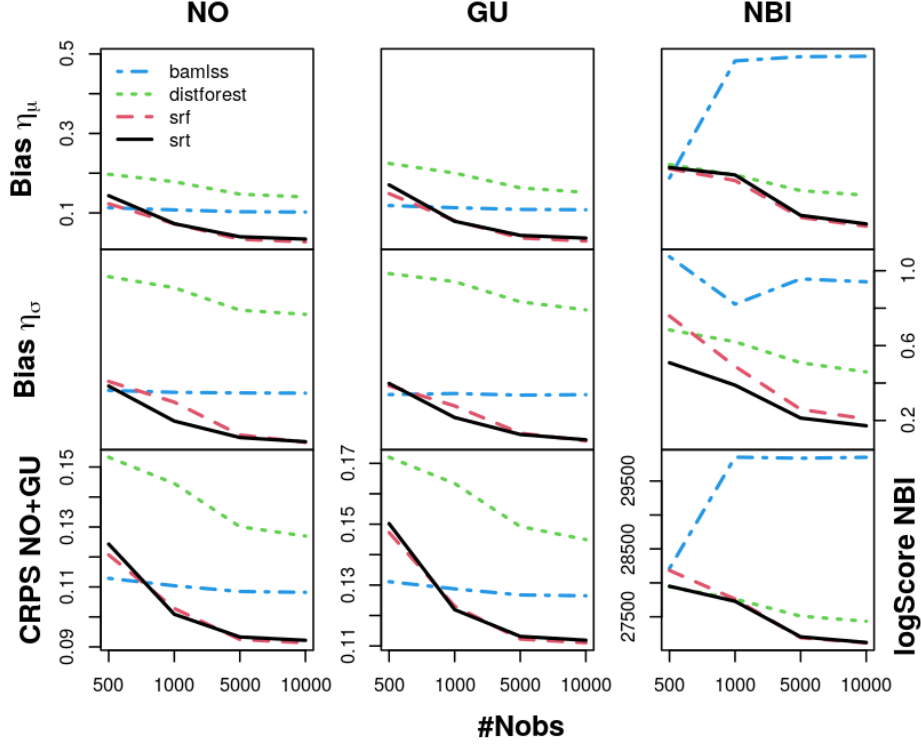 NO GU NBI
Bias ημ
0.5
0.3
0.1
bamlss
distforest
srf
srt
Bias ησ
1.0
0.6
0.2
CRPS NO+GU
0.15
0.13
0.11
0.09
0.17
0.15
0.13
0.11
29500
28500
27500
logScore NBI
500 1000 5000 10000 500 1000 5000 10000 500 1000 5000 10000
#Nobs